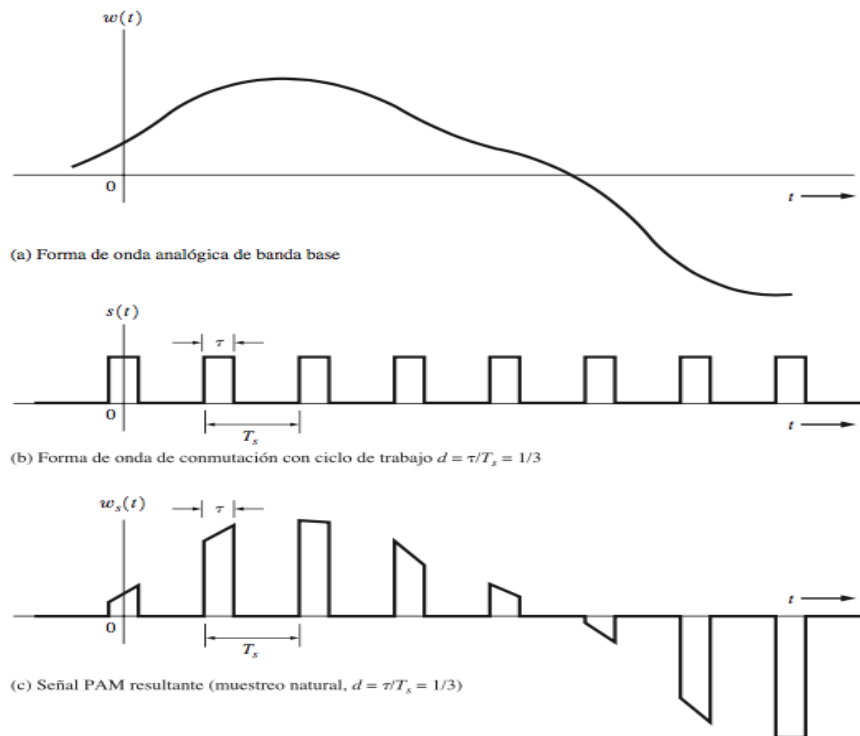 w(t)
0
t
(a) Forma de onda analógica de banda base
s(t)
τ
0
t
T_s
(b) Forma de onda de conmutación con ciclo de trabajo d = τ/T_s = 1/3
w_s(t)
τ
t
0
T_s
(c) Señal PAM resultante (muestreo natural, d = τ/T_s = 1/3)